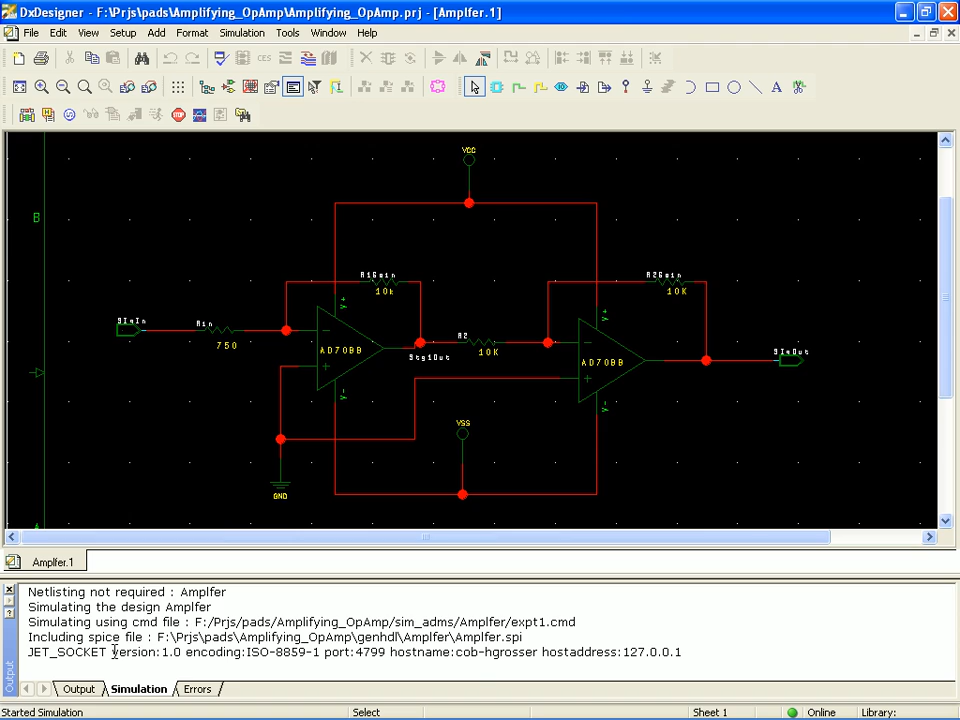 DxDesigner - F:\Prjs\pads\Amplifying_OpAmp\Amplifying_OpAmp.prj - [Amplfer.1]
File Edit View Setup Add Format Simulation Tools Window Help
CES
A
VCC
B
R1Gain
10k
R2Gain
10K
SigIn
Rin
750
V+
AD708B
V-
Stg1Out
R2
10K
V+
AD708B
V-
SigOut
VSS
GND
A
Amplfer.1
Netlisting not required : Amplfer
Simulating the design Amplfer
Simulating using cmd file : F:/Prjs/pads/Amplifying_OpAmp/sim_adms/Amplfer/expt1.cmd
Including spice file : F:\Prjs\pads\Amplifying_OpAmp\genhdl\Amplfer\Amplfer.spi
JET_SOCKET version:1.0 encoding:ISO-8859-1 port:4799 hostname:cob-hgrosser hostaddress:127.0.0.1
Output
Output Simulation Errors
Started Simulation Select Sheet 1 Online Library: